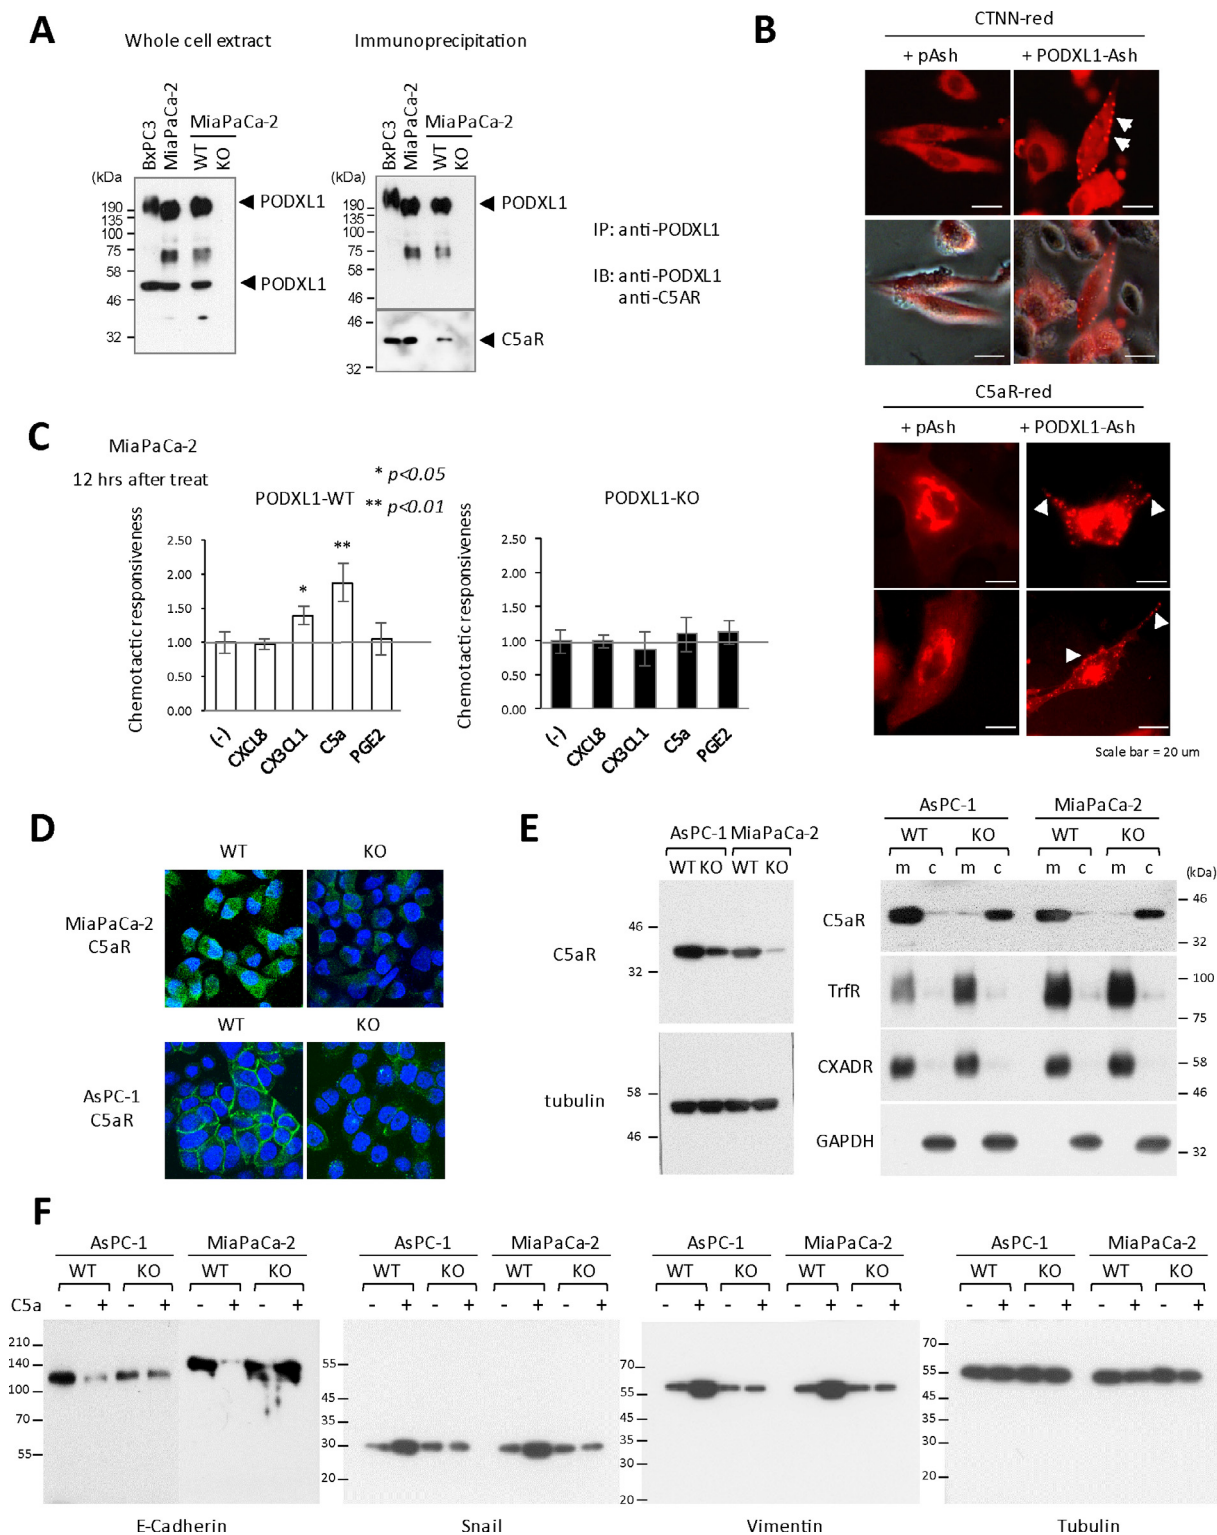 A
Whole cell extract
Immunoprecipitation
BxPC3
MiaPaCa-2
MiaPaCa-2
WT
KO
(kDa
190
135
100
75
58
46
32
PODXL1
PODXL1
BxPC3
MiaPaCa-2
MiaPaCa-2
WT
KO
(kDa
190
135
100
75
58
46
46
32
PODXL1
C5aR
IP: anti-PODXL1
IB: anti-PODXL1
anti-C5AR
B
CTNN-red
+ pAsh
+ PODXL1-Ash
C5aR-red
+ pAsh
+ PODXL1-Ash
Scale bar = 20 um
C
MiaPaCa-2
12 hrs after treat
* p<0.05
** p<0.01
PODXL1-WT
Chemotactic responsiveness
2.50
2.00
1.50
1.00
0.50
0.00
*
**
(-)
CXCL8
CX3CL1
C5a
PGE2
PODXL1-KO
Chemotactic responsiveness
2.50
2.00
1.50
1.00
0.50
0.00
(-)
CXCL8
CX3CL1
C5a
PGE2
D
WT
KO
MiaPaCa-2
C5aR
WT
KO
AsPC-1
C5aR
E
AsPC-1 MiaPaCa-2
WT KO WT KO
C5aR
46
32
tubulin
58
46
AsPC-1
MiaPaCa-2
WT
KO
WT
KO
m c m c m c m c
(kDa)
C5aR
46
32
TrfR
100
75
CXADR
58
46
GAPDH
32
F
AsPC-1
MiaPaCa-2
WT
KO
WT
KO
C5a
- + - + - + - +
210
140
100
70
55
E-Cadherin
AsPC-1
MiaPaCa-2
WT
KO
WT
KO
- + - + - + - +
55
45
35
30
20
Snail
AsPC-1
MiaPaCa-2
WT
KO
WT
KO
- + - + - + - +
70
55
45
35
30
20
Vimentin
AsPC-1
MiaPaCa-2
WT
KO
WT
KO
- + - + - + - +
70
55
45
35
30
20
Tubulin